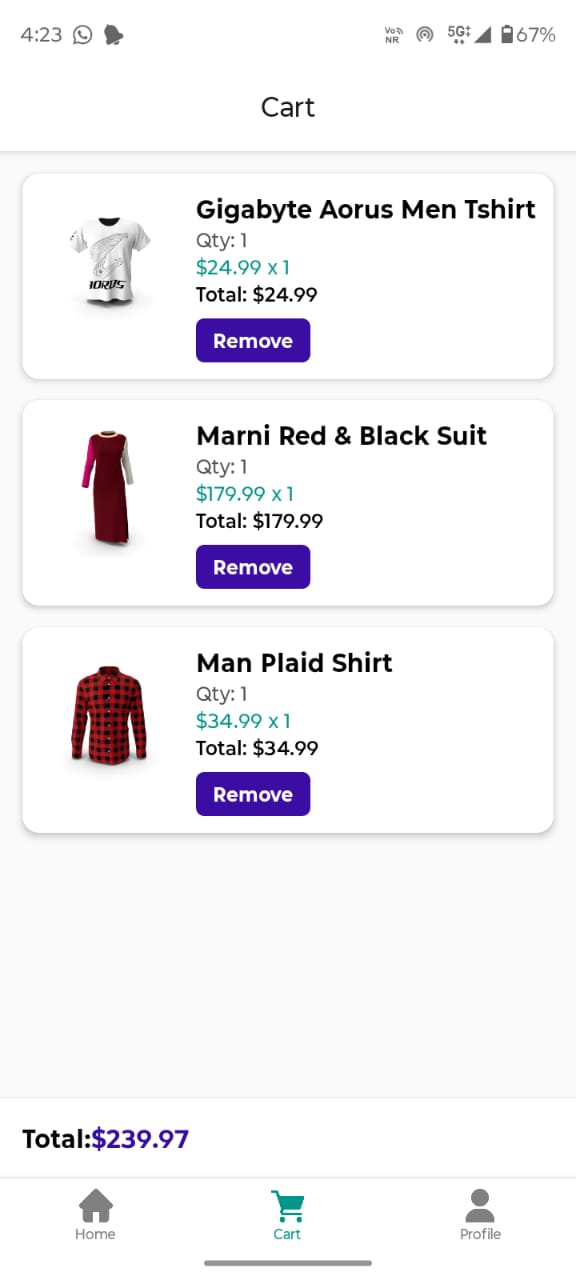 4:23
Vo
NR
5G
67%
Cart
Gigabyte Aorus Men Tshirt
Qty: 1
$24.99 x 1
Total: $24.99
Remove
Marni Red & Black Suit
Qty: 1
$179.99 x 1
Total: $179.99
Remove
Man Plaid Shirt
Qty: 1
$34.99 x 1
Total: $34.99
Remove
Total:$239.97
Home
Cart
Profile